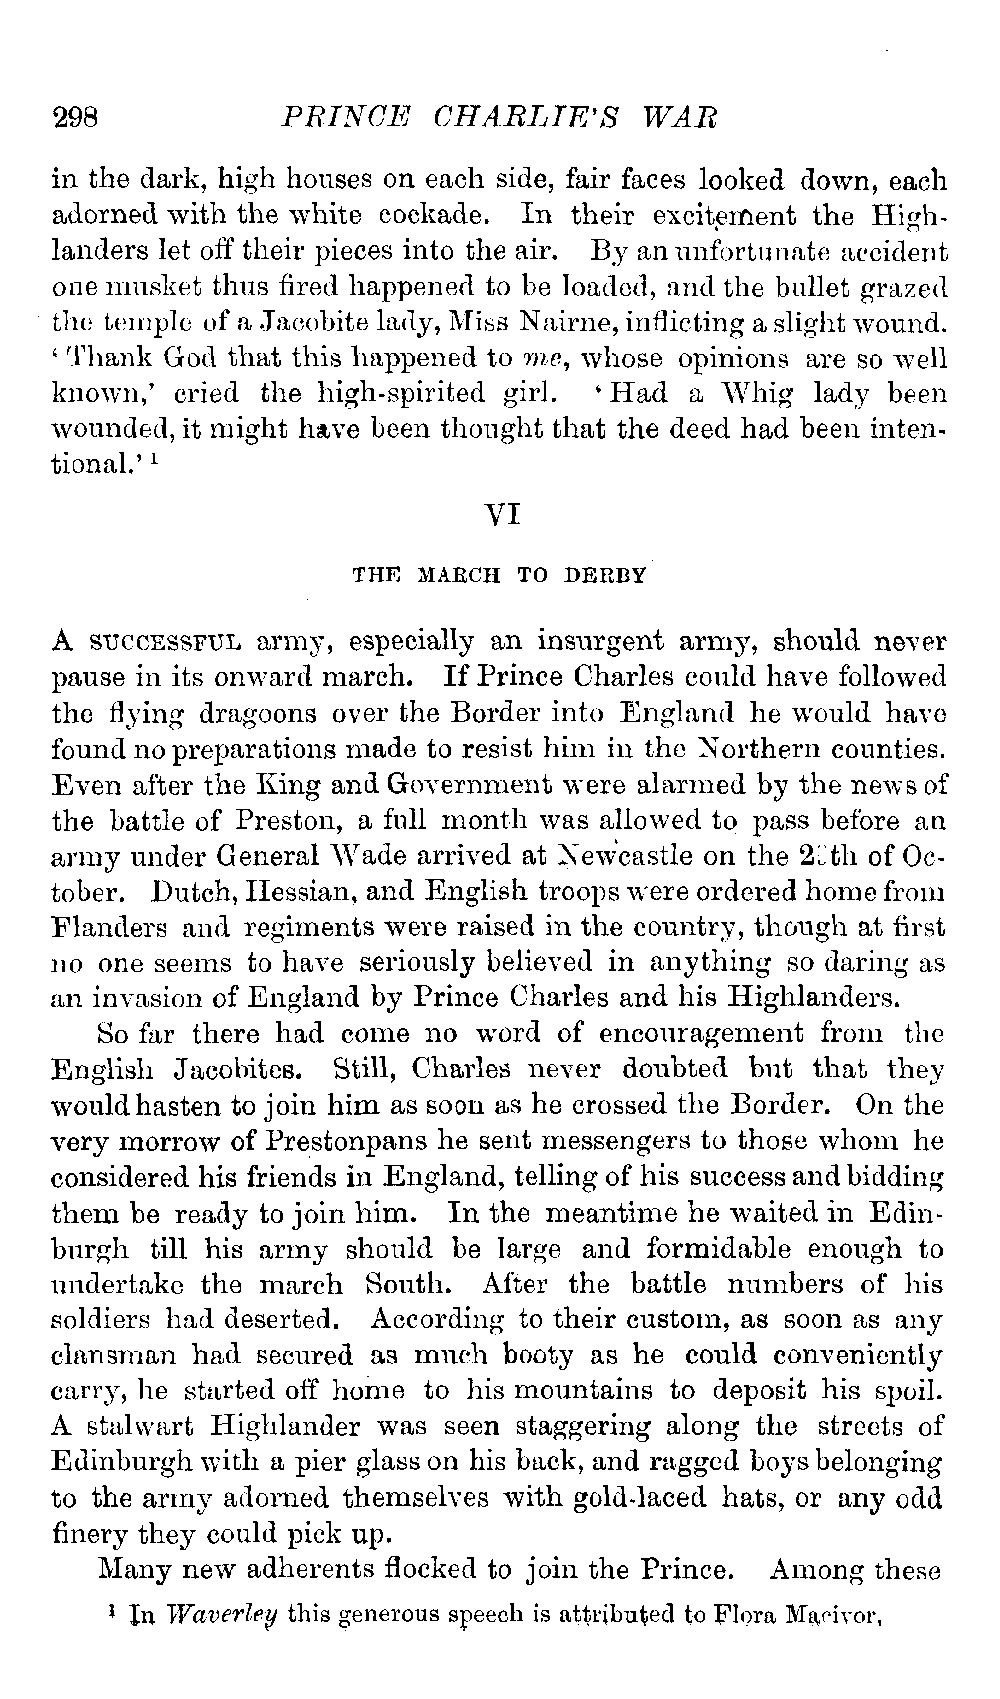 298 PRINCE CHARLIE'S WAR
in the dark, high houses on each side, fair faces looked down, each
adorned with the white cockade. In their excitement the High-
landers let off their pieces into the air. By an unfortunate accident
one musket thus fired happened to be loaded, and the bullet grazed
the temple of a Jacobite lady, Miss Nairne, inflicting a slight wound.
‘Thank God that this happened to me, whose opinions are so well
known,’ cried the high-spirited girl. ‘Had a Whig lady been
wounded, it might have been thought that the deed had been inten-
tional.’ ¹
VI
THE MARCH TO DERBY
A SUCCESSFUL army, especially an insurgent army, should never
pause in its onward march. If Prince Charles could have followed
the flying dragoons over the Border into England he would have
found no preparations made to resist him in the Northern counties.
Even after the King and Government were alarmed by the news of
the battle of Preston, a full month was allowed to pass before an
army under General Wade arrived at Newcastle on the of Oc-
tober. Dutch, Hessian, and English troops were ordered home from
Flanders and regiments were raised in the country, though at first
no one seems to have seriously believed in anything so daring as
an invasion of England by Prince Charles and his Highlanders.
So far there had come no word of encouragement from the
English Jacobites. Still, Charles never doubted but that they
would hasten to join him as soon as he crossed the Border. On the
very morrow of Prestonpans he sent messengers to those whom he
considered his friends in England, telling of his success and bidding
them be ready to join him. In the meantime he waited in Edin-
burgh till his army should be large and formidable enough to
undertake the march South. After the battle numbers of his
soldiers had deserted. According to their custom, as soon as any
clansman had secured as much booty as he could conveniently
carry, he started off home to his mountains to deposit his spoil.
A stalwart Highlander was seen staggering along the streets of
Edinburgh with a pier glass on his back, and ragged boys belonging
to the army adorned themselves with gold-laced hats, or any odd
finery they could pick up.
Many new adherents flocked to join the Prince. Among these
¹ In Waverley this generous speech is attributed to Flora Macivor.